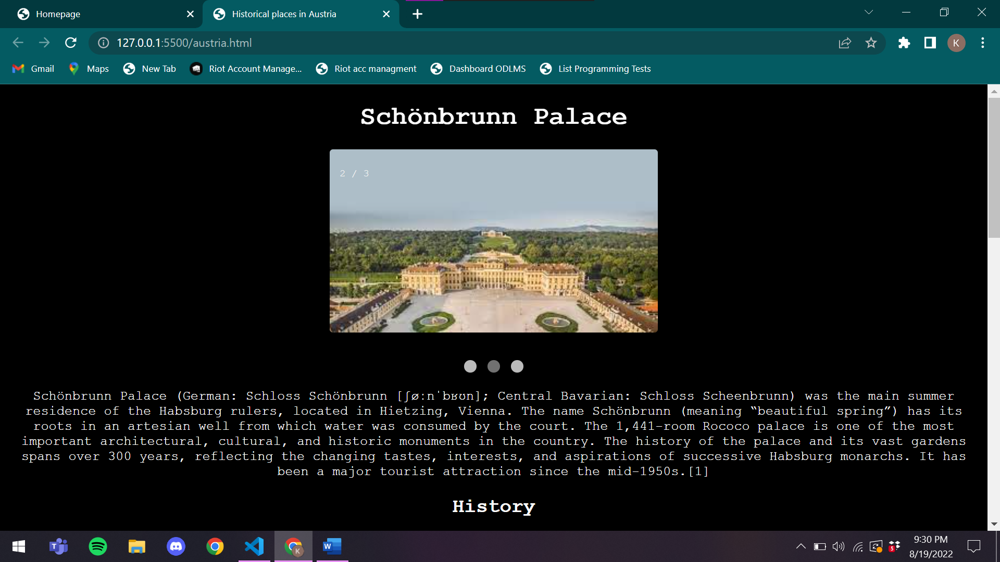 Homepage
Historical places in Austria
127.0.0.1:5500/austria.html
K
Gmail
Maps
New Tab
Riot Account Manage...
Riot acc managment
Dashboard ODLMS
List Programming Tests
Schönbrunn Palace
2 / 3
Schönbrunn Palace (German: Schloss Schönbrunn [ʃøːnˈbʁʊn]; Central Bavarian: Schloss Scheenbrunn) was the main summer
residence of the Habsburg rulers, located in Hietzing, Vienna. The name Schönbrunn (meaning “beautiful spring”) has its
roots in an artesian well from which water was consumed by the court. The 1,441-room Rococo palace is one of the most
important architectural, cultural, and historic monuments in the country. The history of the palace and its vast gardens
spans over 300 years, reflecting the changing tastes, interests, and aspirations of successive Habsburg monarchs. It has
been a major tourist attraction since the mid-1950s.[1]
History
T
K
W
5
9:30 PM
8/19/2022